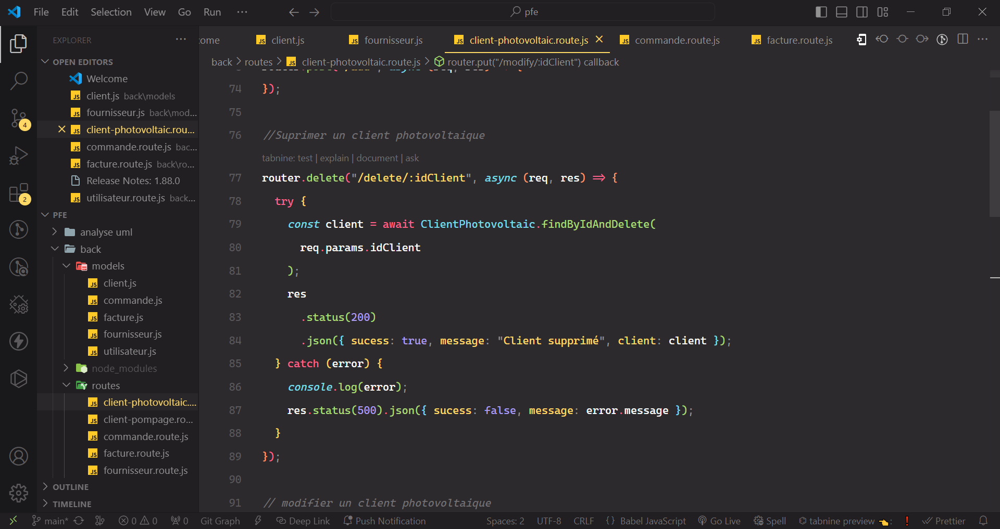 File Edit Selection View Go Run ··· pfe
EXPLORER ···
OPEN EDITORS
Welcome
client.js back\models
fournisseur.js back\mod...
client-photovoltaic.rou...
commande.route.js bac...
facture.route.js back\ro...
Release Notes: 1.88.0
utilisateur.route.js back...
PFE
analyse uml
back
models
client.js
commande.js
facture.js
fournisseur.js
utilisateur.js
node_modules
routes
client-photovoltaic....
client-pompage.ro...
commande.route.js
facture.route.js
fournisseur.route.js
OUTLINE
TIMELINE
4
2
ome client.js fournisseur.js client-photovoltaic.route.js commande.route.js facture.route.js
back > routes > client-photovoltaic.route.js > router.put("/modify/:idClient") callback
74 });
75
76 //Suprimer un client photovoltaique
tabnine: test | explain | document | ask
77 router.delete("/delete/:idClient", async (req, res) => {
78 try {
79 const client = await ClientPhotovoltaic.findByIdAndDelete(
80 req.params.idClient
81 );
82 res
83 .status(200)
84 .json({ sucess: true, message: "Client supprimé", client: client });
85 } catch (error) {
86 console.log(error);
87 res.status(500).json({ sucess: false, message: error.message });
88 }
89 });
90
91 // modifier un client photovoltaique
main* 0 0 0 Git Graph Deep Link Push Notification Spaces: 2 UTF-8 CRLF {} Babel JavaScript Go Live Spell tabnine preview : Prettier